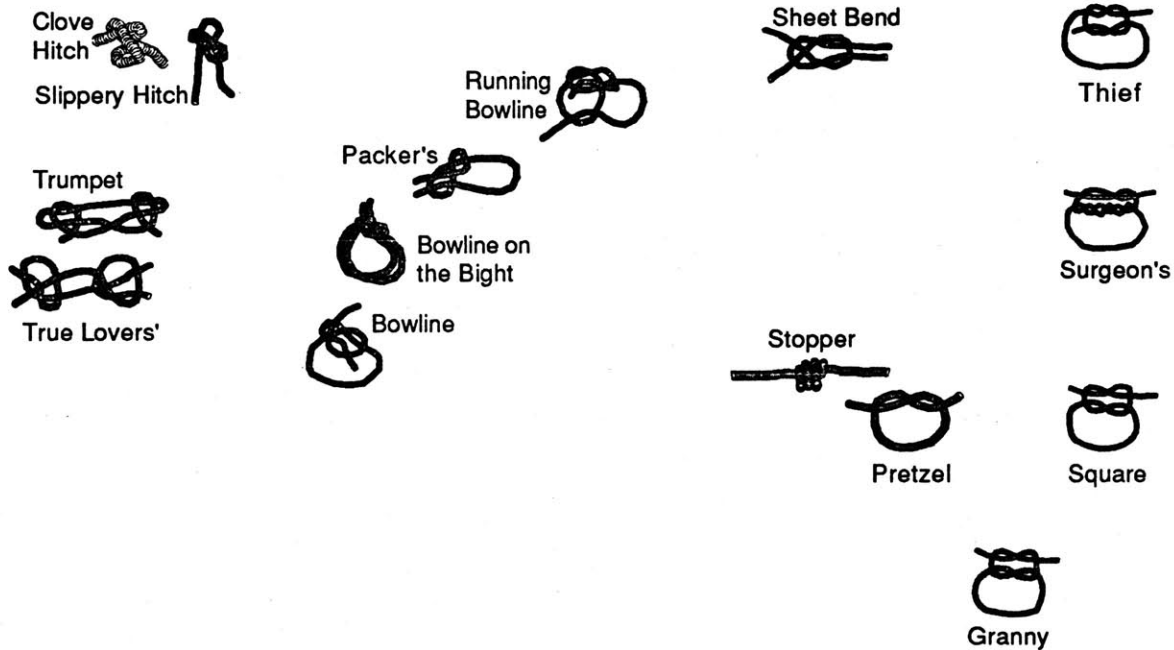 Clove
Hitch
Slippery Hitch
Sheet Bend
Thief
Running
Bowline
Packer's
Trumpet
Bowline on
the Bight
Surgeon's
True Lovers'
Bowline
Stopper
Pretzel
Square
Granny